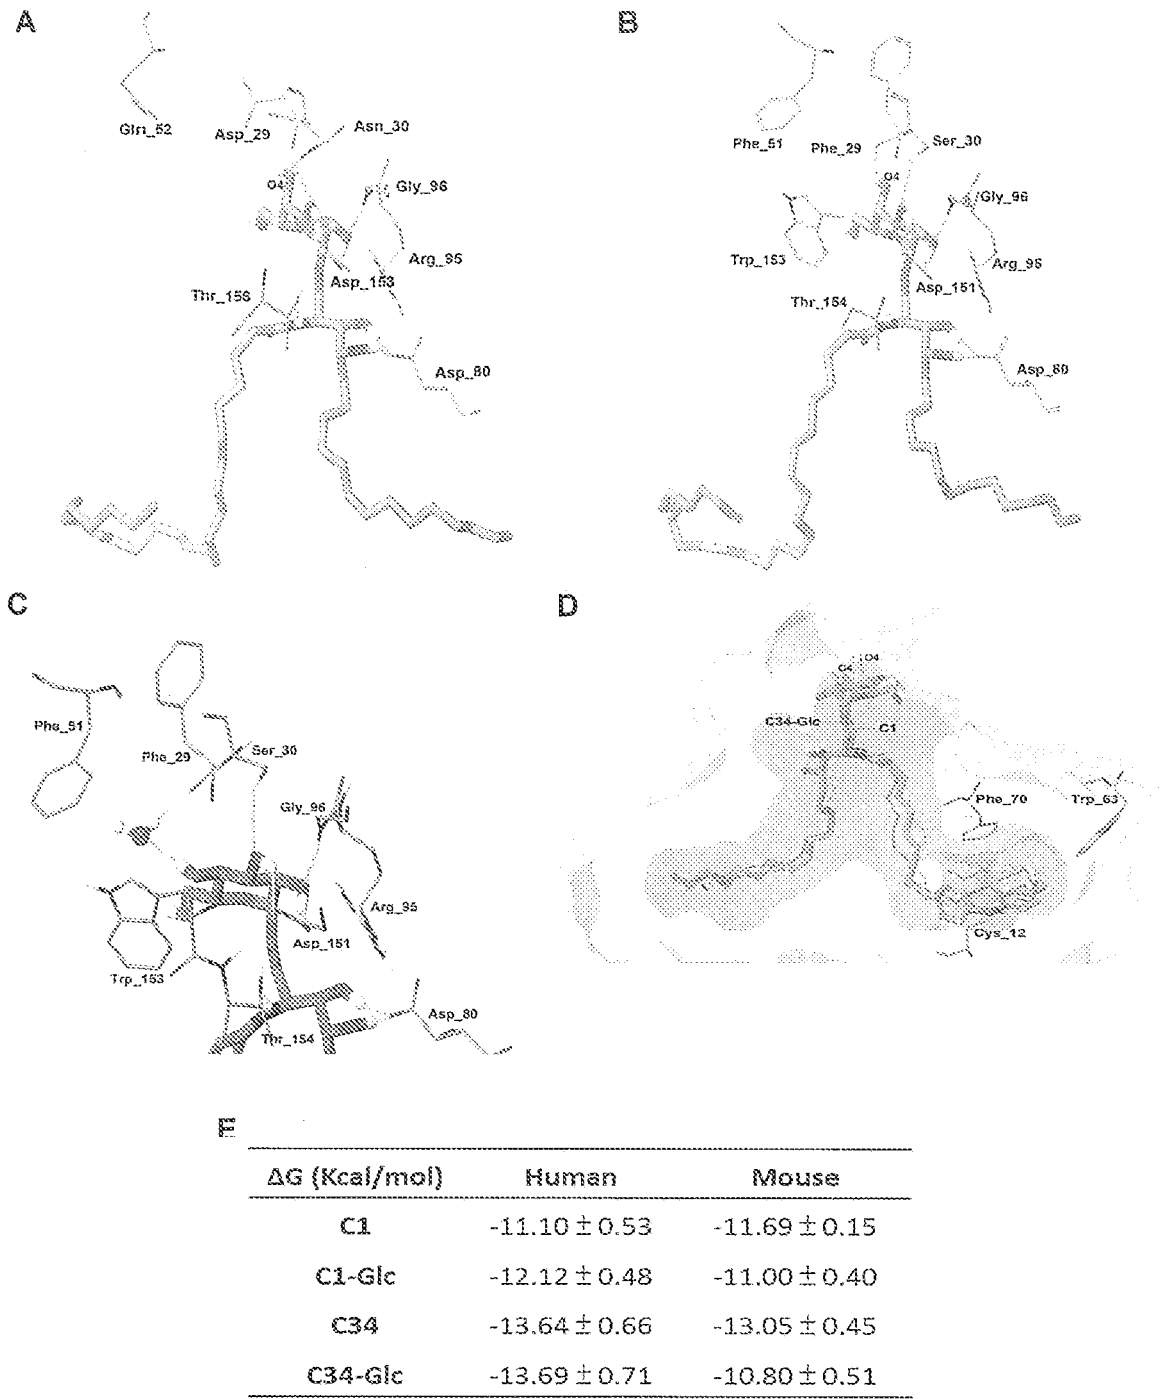 A
Gln_52
Asp_29
Asn_30
O4
Gly_96
Arg_95
Asp_153
Thr_156
Asp_80
B
Phe_51
Phe_29
Ser_30
O4
Gly_96
Trp_153
Arg_95
Asp_151
Thr_154
Asp_80
C
Phe_51
Phe_29
Ser_30
Gly_96
Arg_95
Asp_151
Trp_153
Asp_80
Thr_154
D
O4
O4
C34-Glc
C1
Phe_70
Trp_63
Cys_12
E
ΔG (Kcal/mol) Human Mouse
C1 -11.10 ± 0.53 -11.69 ± 0.15
C1-Glc -12.12 ± 0.48 -11.00 ± 0.40
C34 -13.64 ± 0.66 -13.05 ± 0.45
C34-Glc -13.69 ± 0.71 -10.80 ± 0.51